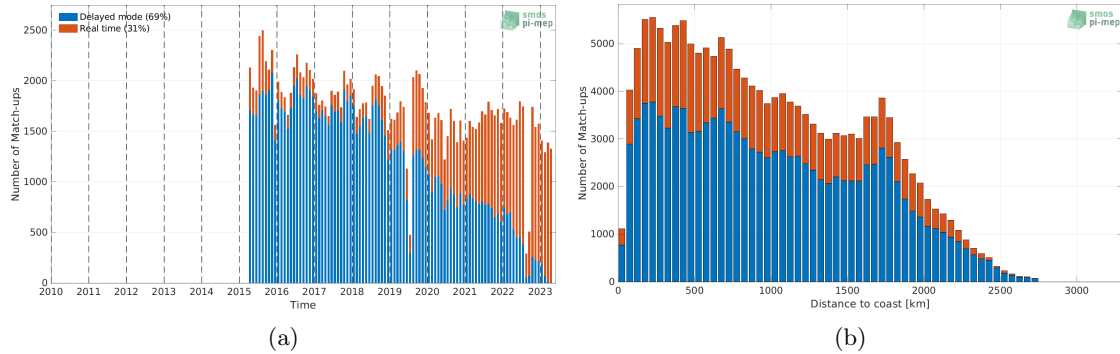 Delayed mode (69%)
Real time (31%)
smos
pi-mep
2500
2000
1500
1000
500
0
Number of Match-ups
2010 2011 2012 2013 2014 2015 2016 2017 2018 2019 2020 2021 2022 2023
Time
(a)
smos
pi-mep
5000
4000
3000
2000
1000
0
Number of Match-ups
0 500 1000 1500 2000 2500 3000
Distance to coast [km]
(b)